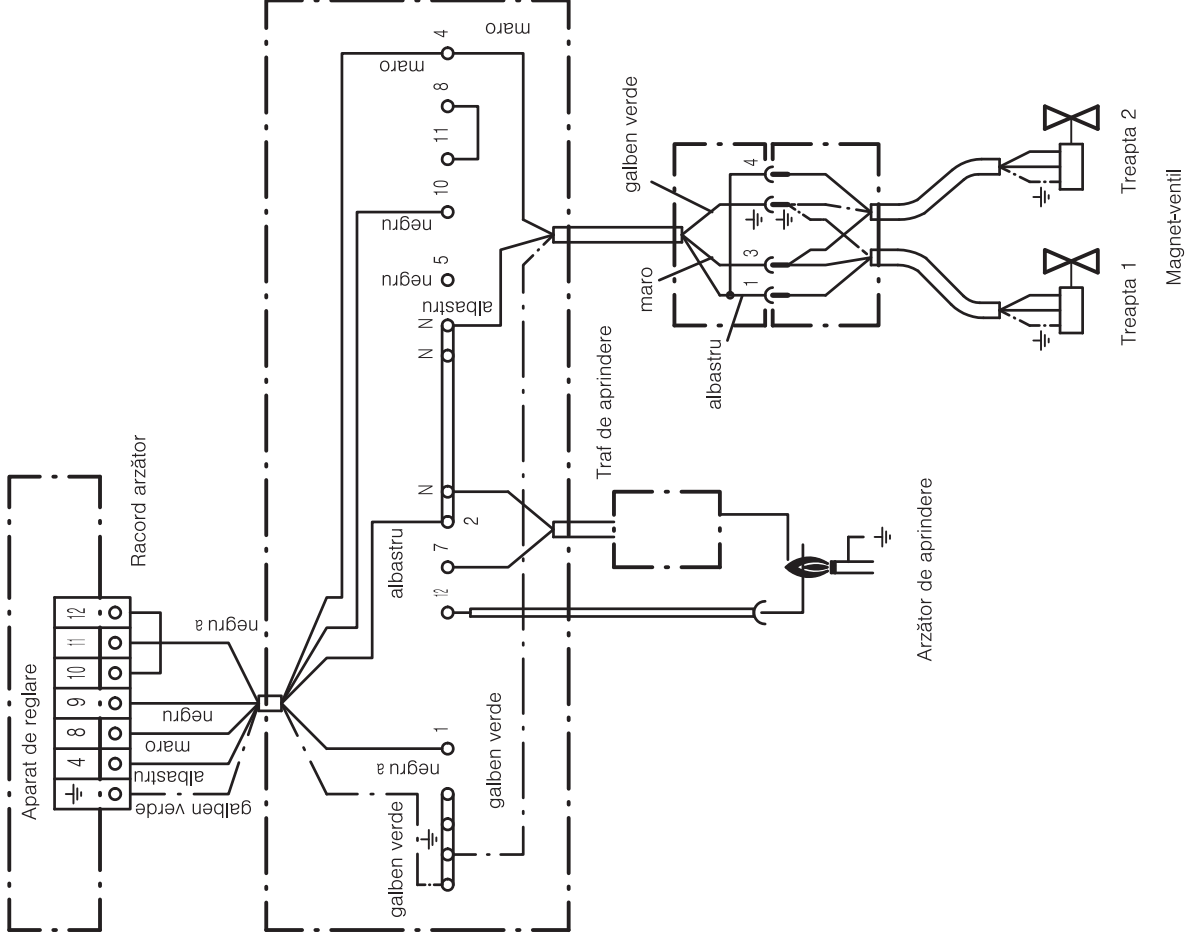 Aparat de reglare
4
8
9
10
11
12
Racord arzător
galben verde
albastru
maro
negru
negru a
galben verde
negru a
1
galben verde
12
7
2
N
albastru
N
N
albastru
5
negru
10
negru
11
8
4
maro
maro
Traf de aprindere
Arzător de aprindere
galben verde
maro
albastru
1
3
4
Treapta 1
Treapta 2
Magnet-ventil